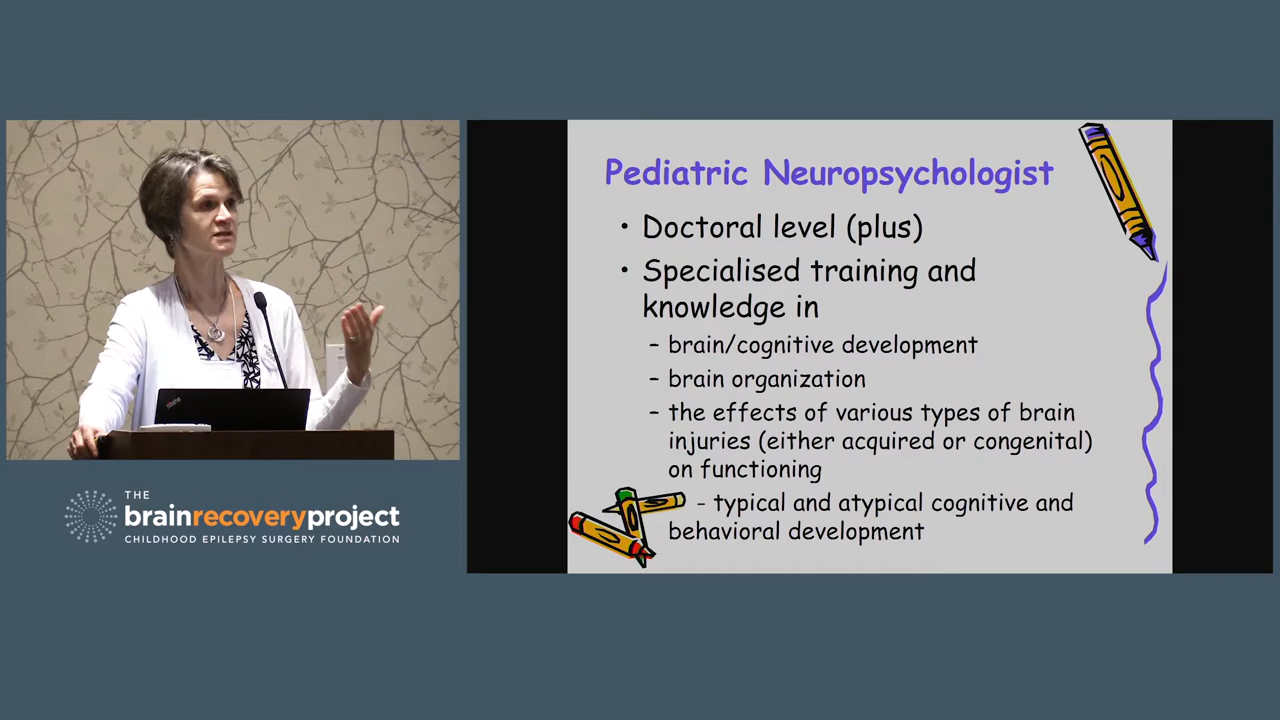 Pediatric Neuropsychologist
• Doctoral level (plus)
• Specialised training and
knowledge in
– brain/cognitive development
– brain organization
– the effects of various types of brain
injuries (either acquired or congenital)
on functioning
- typical and atypical cognitive and
behavioral development
THE
brainrecoveryproject
CHILDHOOD EPILEPSY SURGERY FOUNDATION